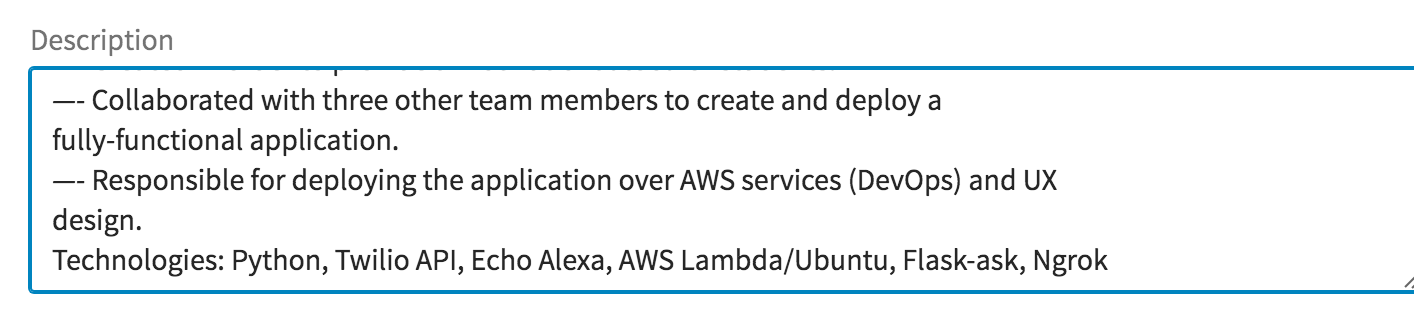 Description
—- Collaborated with three other team members to create and deploy a
fully-functional application.
—- Responsible for deploying the application over AWS services (DevOps) and UX
design.
Technologies: Python, Twilio API, Echo Alexa, AWS Lambda/Ubuntu, Flask-ask, Ngrok